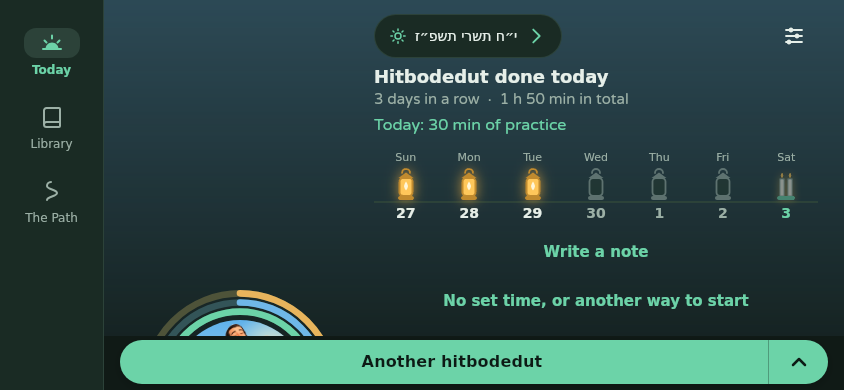 Today
Library
The Path
י״ח תשרי תשפ״ז
Hitbodedut done today
3 days in a row · 1 h 50 min in total
Today: 30 min of practice
Sun Mon Tue Wed Thu Fri Sat
27 28 29 30 1 2 3
Write a note
No set time, or another way to start
Another hitbodedut